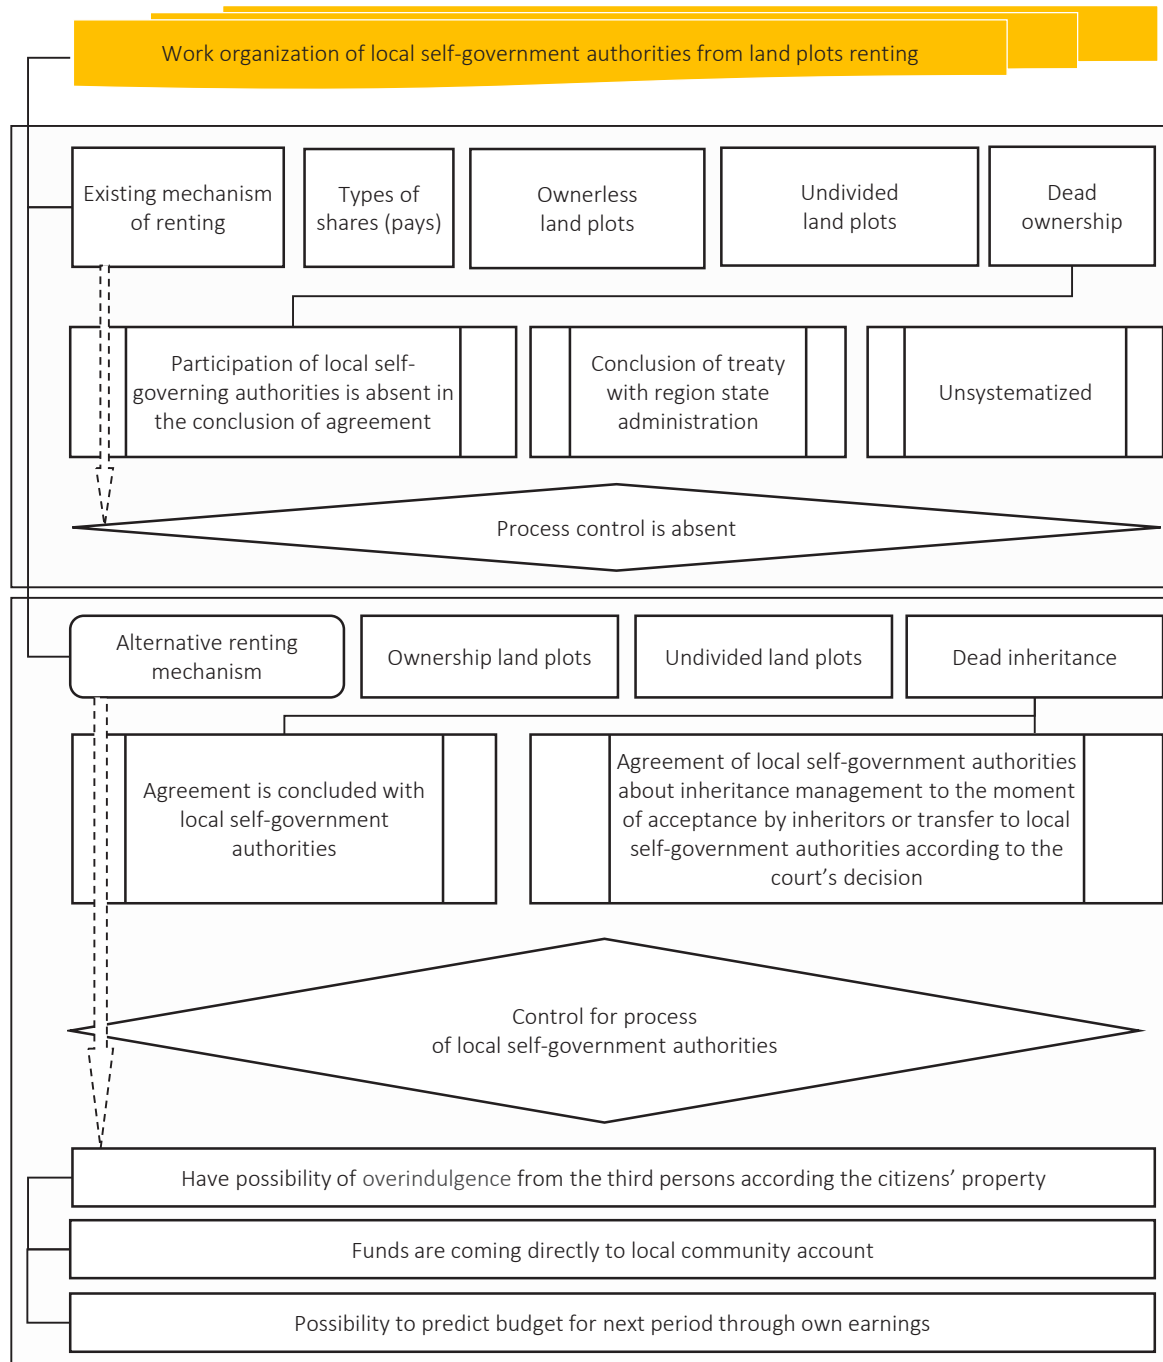 Work organization of local self-government authorities from land plots renting
Existing mechanism
of renting
Types of
shares (pays)
Ownerless
land plots
Undivided
land plots
Dead
ownership
Participation of local self-
governing authorities is absent in
the conclusion of agreement
Conclusion of treaty
with region state
administration
Unsystematized
Process control is absent
Alternative renting
mechanism
Ownership land plots
Undivided land plots
Dead inheritance
Agreement is concluded with
local self-government
authorities
Agreement of local self-government authorities
about inheritance management to the moment
of acceptance by inheritors or transfer to local
self-government authorities according to the
court’s decision
Control for process
of local self-government authorities
Have possibility of overindulgence from the third persons according the citizens’ property
Funds are coming directly to local community account
Possibility to predict budget for next period through own earnings